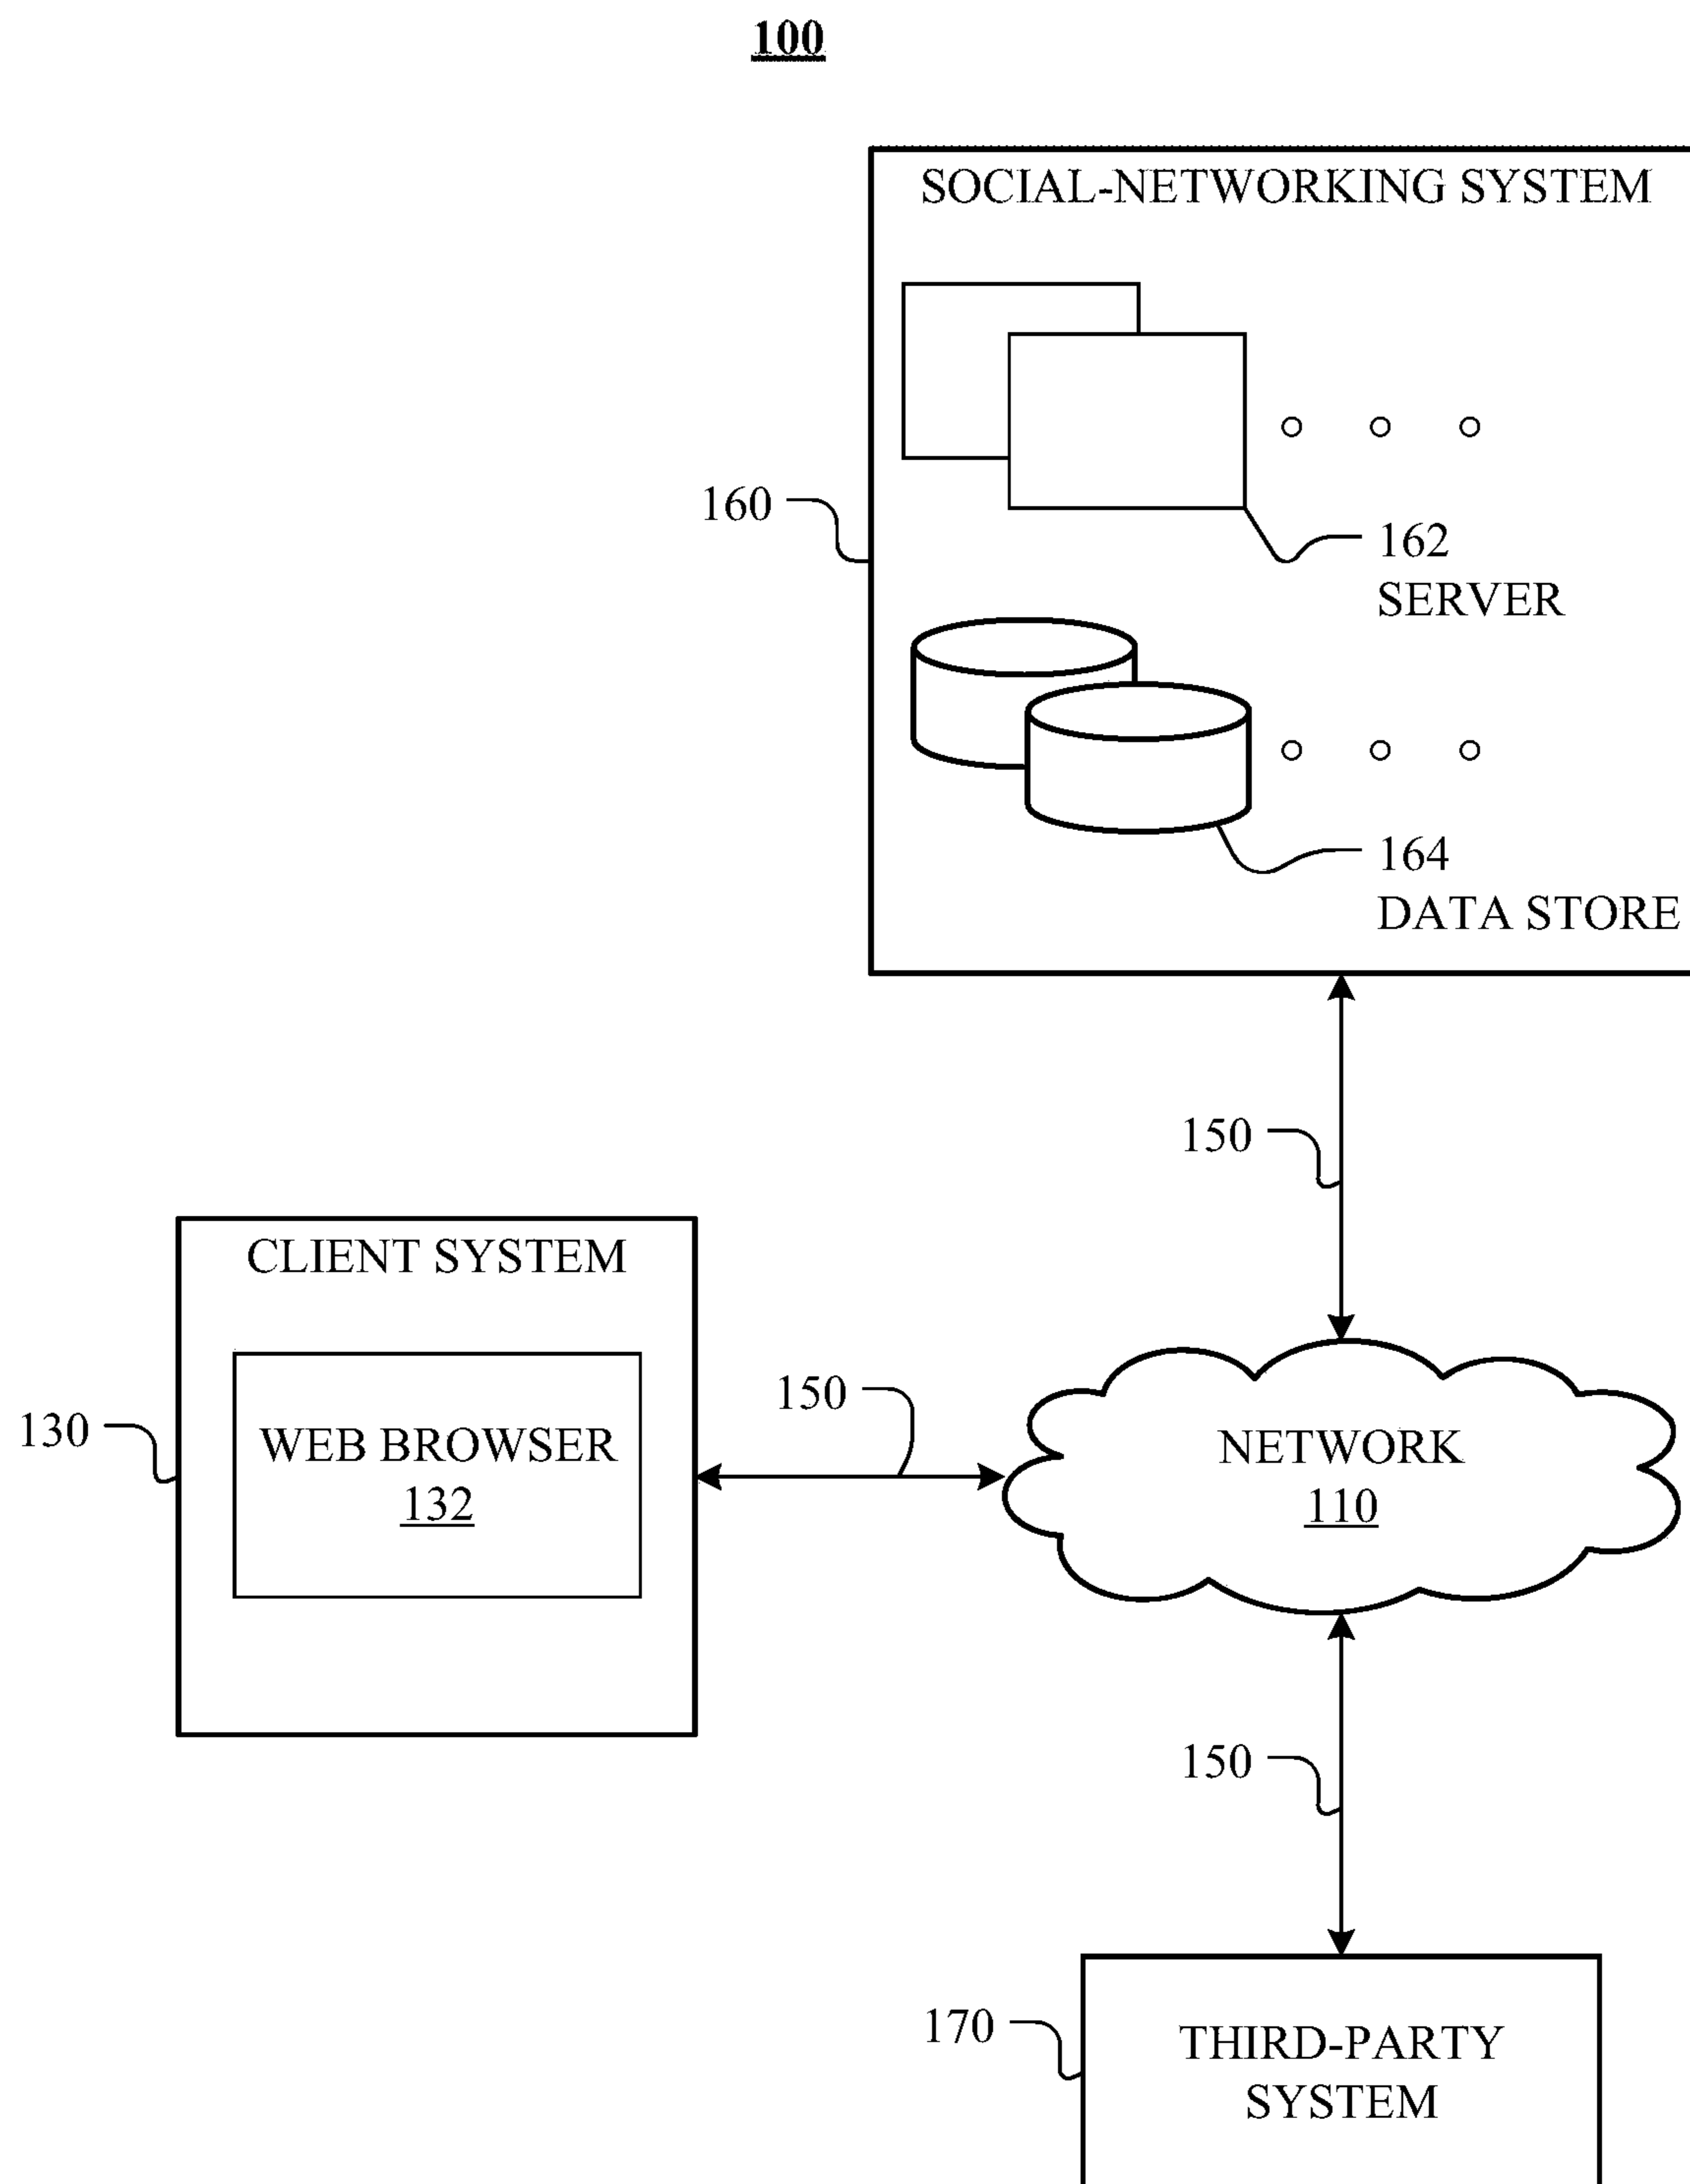 100
SOCIAL-NETWORKING SYSTEM
160
162
SERVER
164
DATA STORE
150
CLIENT SYSTEM
130
WEB BROWSER
132
150
NETWORK
110
150
170
THIRD-PARTY
SYSTEM